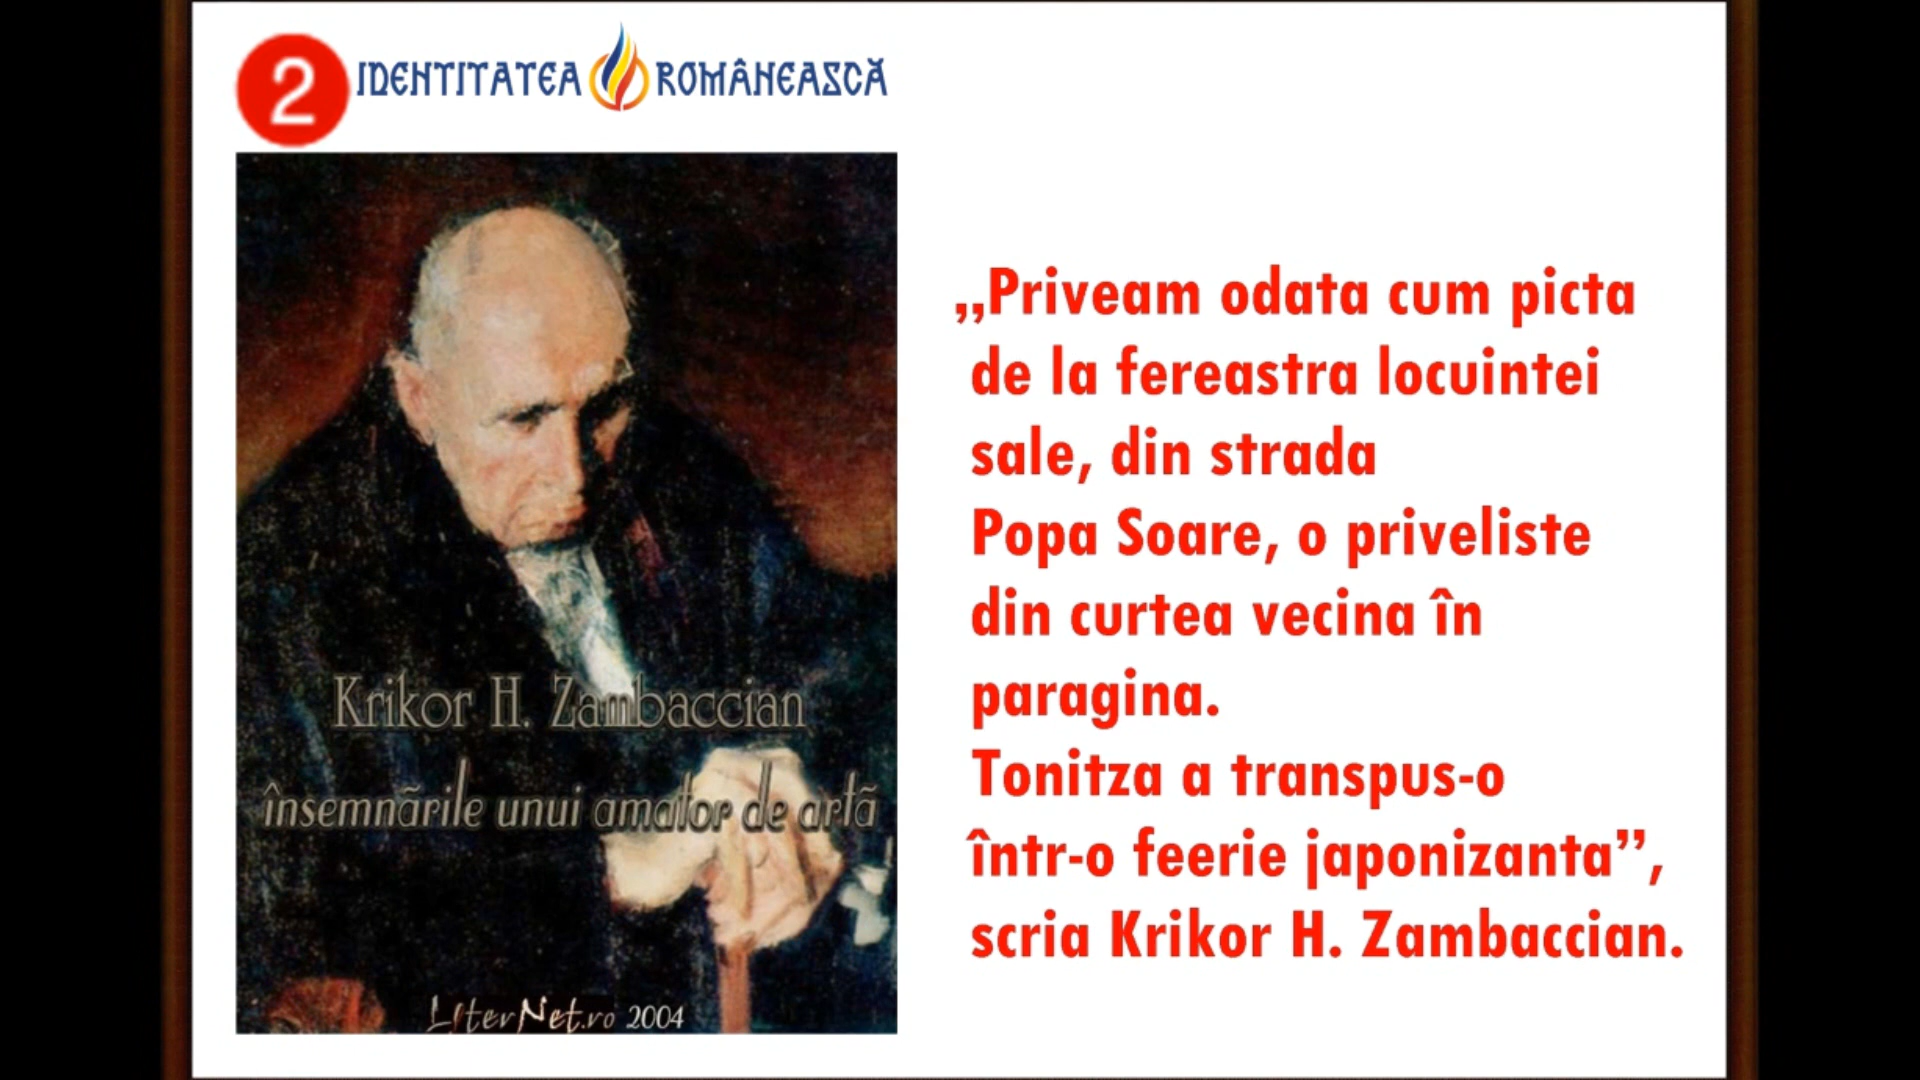 2 IDENTITATEA ROMÂNEASCĂ
Krikor H. Zambaccian
însemnările unui amator de artă
LiterNet.ro 2004
„Priveam odata cum picta
de la fereastra locuintei
sale, din strada
Popa Soare, o priveliste
din curtea vecina în
paragina.
Tonitza a transpus-o
într-o feerie japonizanta”,
scria Krikor H. Zambaccian.